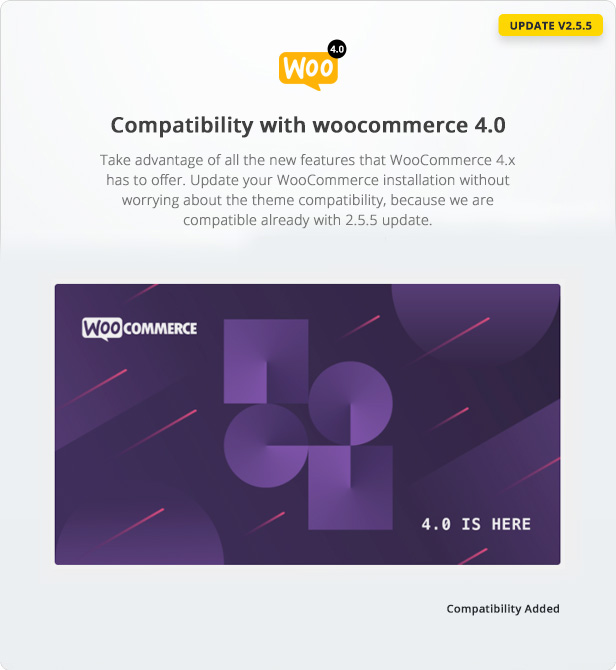 UPDATE V2.5.5
4.0
Woo
Compatibility with woocommerce 4.0
Take advantage of all the new features that WooCommerce 4.x
has to offer. Update your WooCommerce installation without
worrying about the theme compatibility, because we are
compatible already with 2.5.5 update.
WOOCOMMERCE
4.0 IS HERE
Compatibility Added